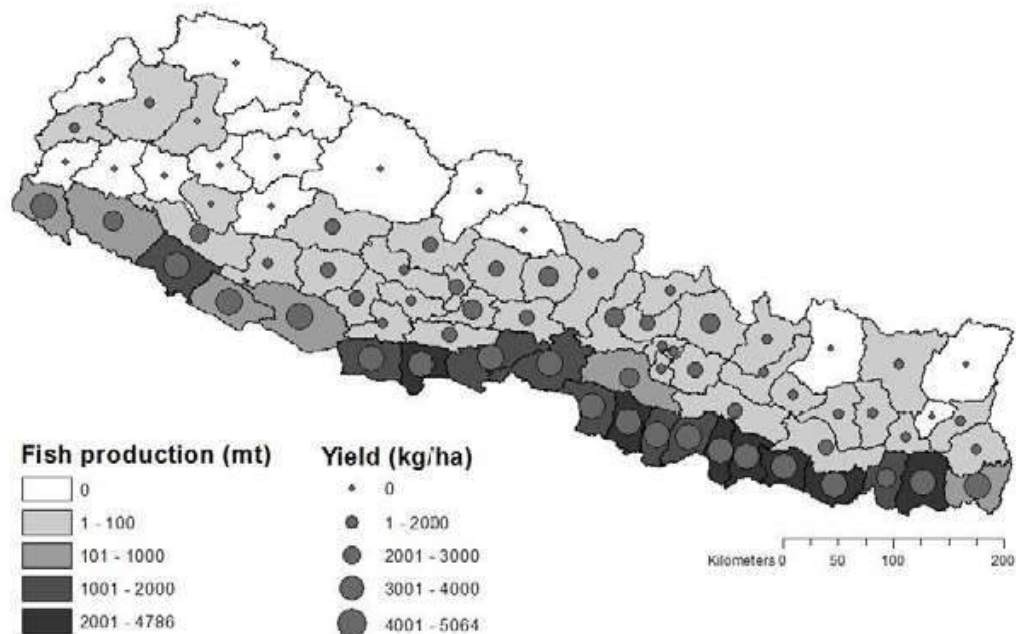 Fish production (mt)
0
1 - 100
101 - 1000
1001 - 2000
2001 - 4786
Yield (kg/ha)
0
1 - 2000
2001 - 3000
3001 - 4000
4001 - 5064
Kilometers 0 50 100 200